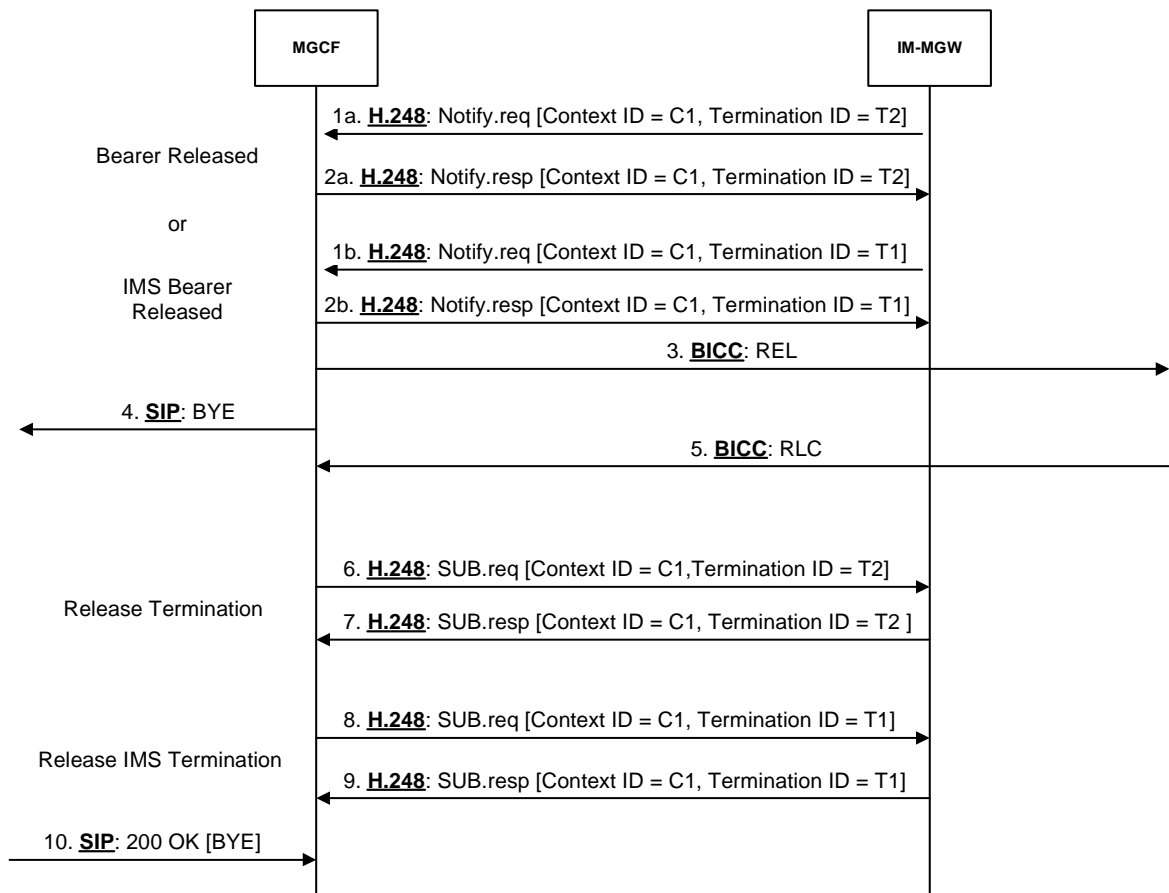 MGCF
IM-MGW
1a. H.248: Notify.req [Context ID = C1, Termination ID = T2]
Bearer Released
2a. H.248: Notify.resp [Context ID = C1, Termination ID = T2]
or
1b. H.248: Notify.req [Context ID = C1, Termination ID = T1]
IMS Bearer
Released
2b. H.248: Notify.resp [Context ID = C1, Termination ID = T1]
3. BICC: REL
4. SIP: BYE
5. BICC: RLC
6. H.248: SUB.req [Context ID = C1,Termination ID = T2]
Release Termination
7. H.248: SUB.resp [Context ID = C1, Termination ID = T2 ]
8. H.248: SUB.req [Context ID = C1, Termination ID = T1]
Release IMS Termination
9. H.248: SUB.resp [Context ID = C1, Termination ID = T1]
10. SIP: 200 OK [BYE]